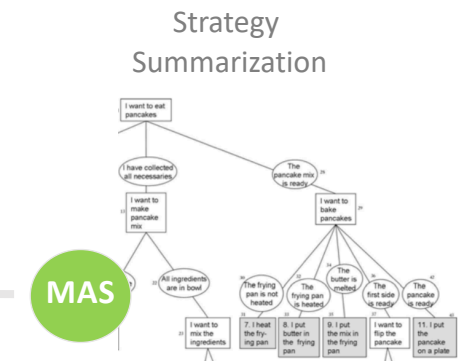 Strategy
Summarization
I want to eat
pancakes
I have collected
all necessaries
The
pancake mix
is ready
I want to
make
pancake
mix
I want to
bake
pancakes
MAS
All ingredients
are in bowl
The frying
pan is not
heated
The
frying pan
is heated
The
butter is
melted
The
first side
is ready
The
pancake
is ready
I want to
mix the
ingredients
7. I heat
the fry-
ing pan
8. I put
butter in
the frying
pan
9. I put
the mix in
the frying
pan
I want to
flip the
pancake
11. I put
the
pancake
on a plate